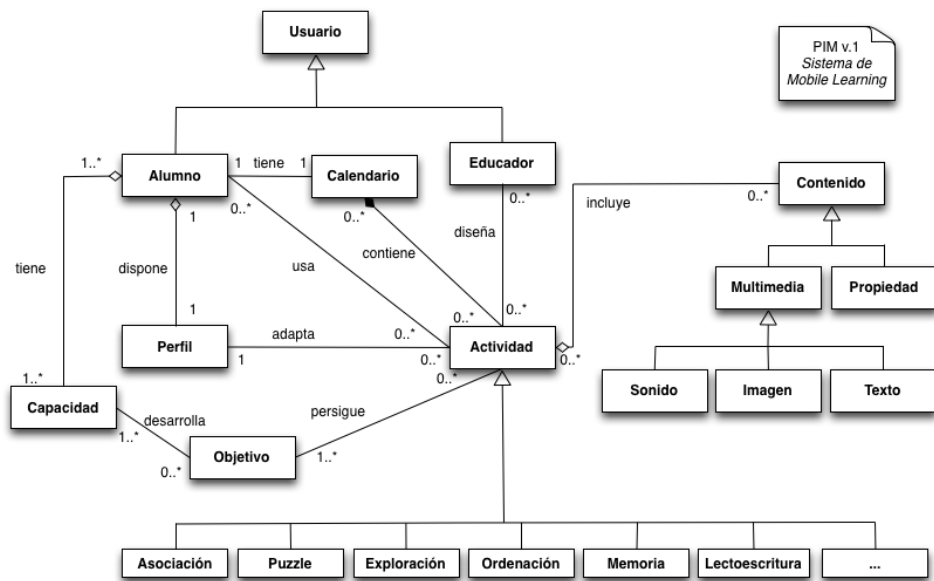 Usuario
PIM v.1
Sistema de
Mobile Learning
1..*
Alumno
1
tiene
1
Calendario
Educador
Contenido
0..*
1
0..*
0..*
0..*
incluye
0..*
tiene
dispone
usa
contiene
diseña
Multimedia
Propiedad
1
0..*
0..*
0..*
Perfil
adapta
Actividad
1
0..*
0..*
0..*
Sonido
Imagen
Texto
1..*
Capacidad
desarrolla
persigue
1..*
Objetivo
1..*
0..*
Asociación
Puzzle
Exploración
Ordenación
Memoria
Lectoescritura
...